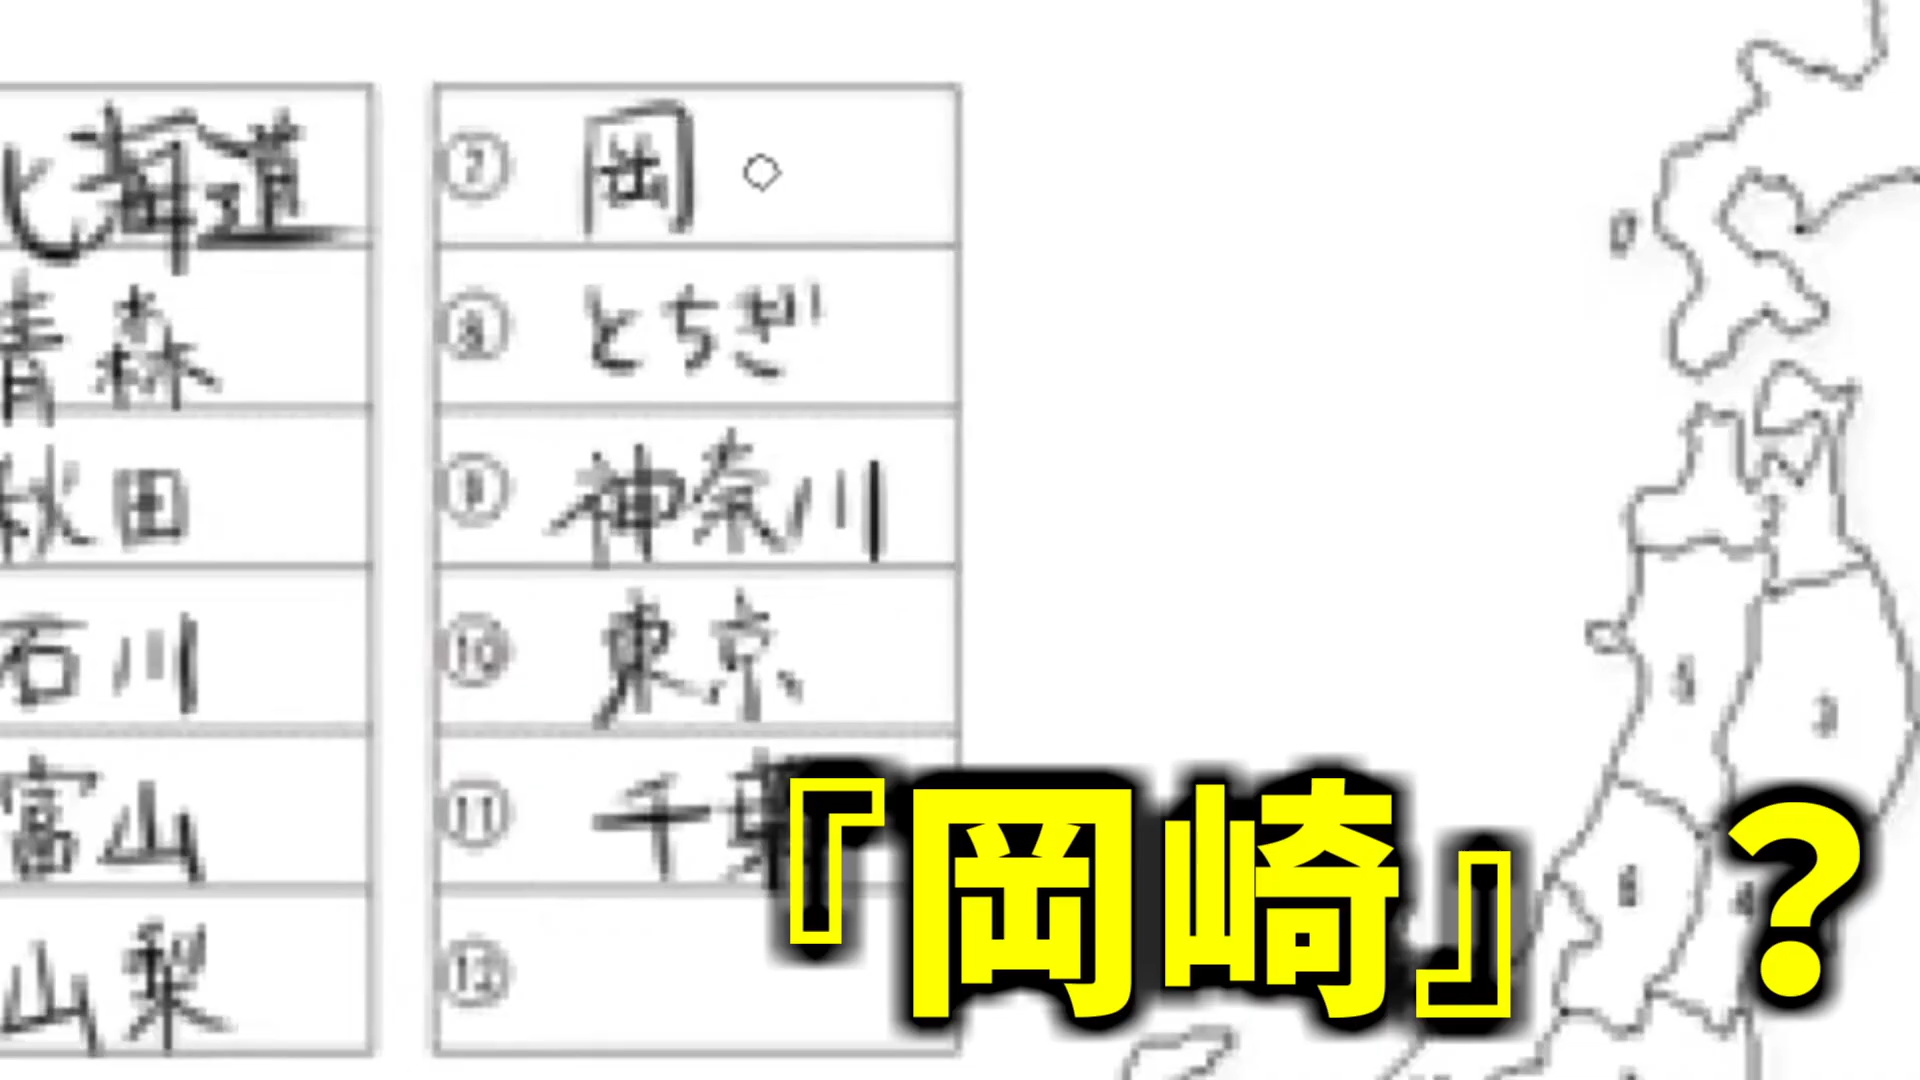 北海道
青森
秋田
石川
富山
山梨
⑦ 岡
⑧ とちぎ
⑨ 神奈川
⑩ 東京
⑪ 千葉
⑫
『岡崎』?